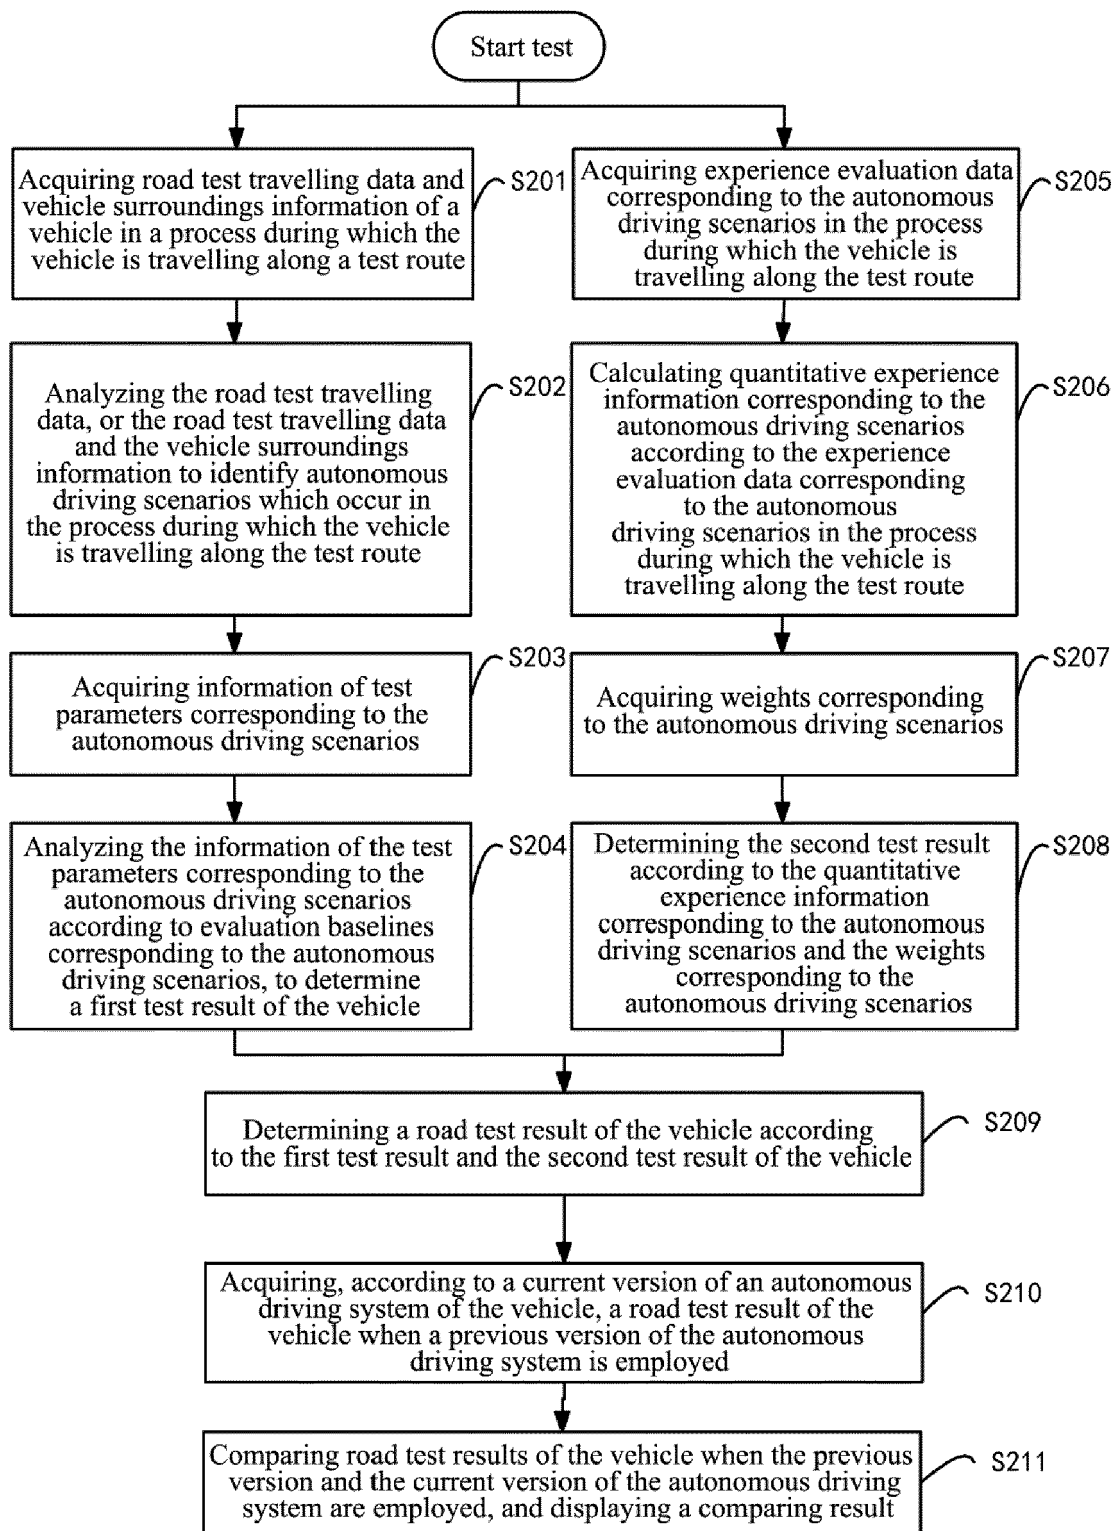 Start test
Acquiring road test travelling data and
vehicle surroundings information of a
vehicle in a process during which the
vehicle is travelling along a test route
S201
Analyzing the road test travelling
data, or the road test travelling data
and the vehicle surroundings
information to identify autonomous
driving scenarios which occur in
the process during which the vehicle
is travelling along the test route
S202
Acquiring information of test
parameters corresponding to the
autonomous driving scenarios
S203
Analyzing the information of the test
parameters corresponding to the
autonomous driving scenarios
according to evaluation baselines
corresponding to the autonomous
driving scenarios, to determine
a first test result of the vehicle
S204
Acquiring experience evaluation data
corresponding to the autonomous
driving scenarios in the process
during which the vehicle is
travelling along the test route
S205
Calculating quantitative experience
information corresponding to the
autonomous driving scenarios
according to the experience
evaluation data corresponding
to the autonomous
driving scenarios in the process
during which the vehicle is
travelling along the test route
S206
Acquiring weights corresponding
to the autonomous driving scenarios
S207
Determining the second test result
according to the quantitative
experience information
corresponding to the autonomous
driving scenarios and the weights
corresponding to the
autonomous driving scenarios
S208
Determining a road test result of the vehicle according
to the first test result and the second test result of the vehicle
S209
Acquiring, according to a current version of an autonomous
driving system of the vehicle, a road test result of the
vehicle when a previous version of the autonomous
driving system is employed
S210
Comparing road test results of the vehicle when the previous
version and the current version of the autonomous driving
system are employed, and displaying a comparing result
S211